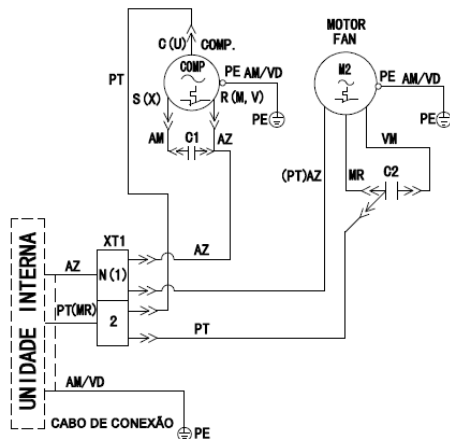 MOTOR
FAN
C(U) COMP.
COMP
M2
PE AM/VD
PE AM/VD
PT
S(X)
R(M, V)
PE
PE
AM
C1
AZ
VM
(PT)AZ
MR
C2
XT1
AZ
AZ
N(1)
PT(MR)
2
PT
UNIDADE INTERNA
AM/VD
CABO DE CONEXÃO
PE